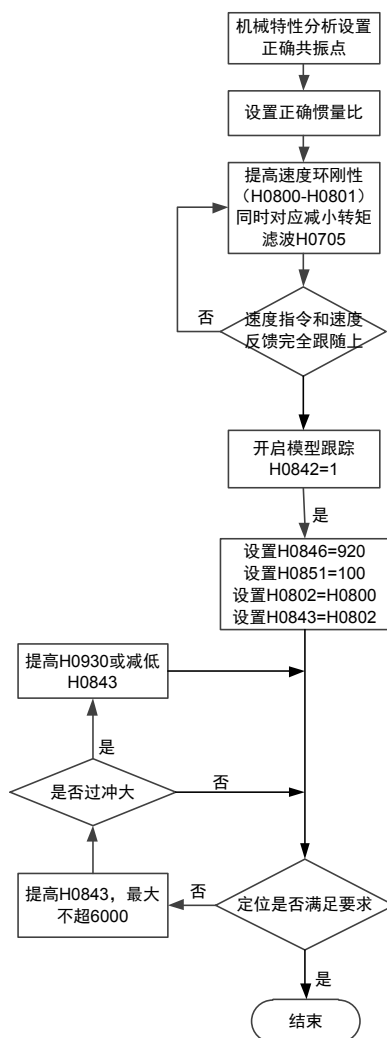 机械特性分析设置
正确共振点
设置正确惯量比
提高速度环刚性
（H0800-H0801）
同时对应减小转矩
滤波H0705
否
速度指令和速度
反馈完全跟随上
开启模型跟踪
H0842=1
是
设置H0846=920
设置H0851=100
设置H0802=H0800
设置H0843=H0802
提高H0930或减低
H0843
是
是否过冲大
否
提高H0843，最大
不超6000
否
定位是否满足要求
是
结束